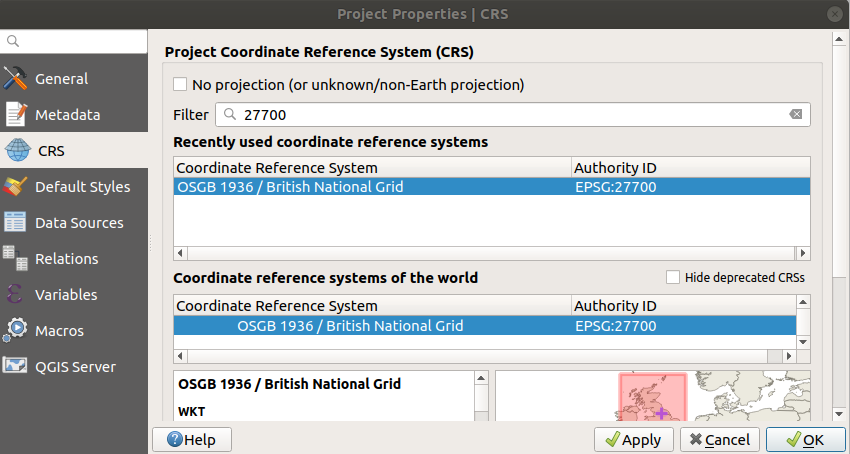 Project Properties | CRS
Project Coordinate Reference System (CRS)
General
No projection (or unknown/non-Earth projection)
Metadata
Filter 27700
CRS
Recently used coordinate reference systems
Coordinate Reference System Authority ID
Default Styles
OSGB 1936 / British National Grid EPSG:27700
Data Sources
Relations
Coordinate reference systems of the world Hide deprecated CRSs
Variables
Coordinate Reference System Authority ID
Macros
OSGB 1936 / British National Grid EPSG:27700
QGIS Server
OSGB 1936 / British National Grid
WKT
Help Apply Cancel OK